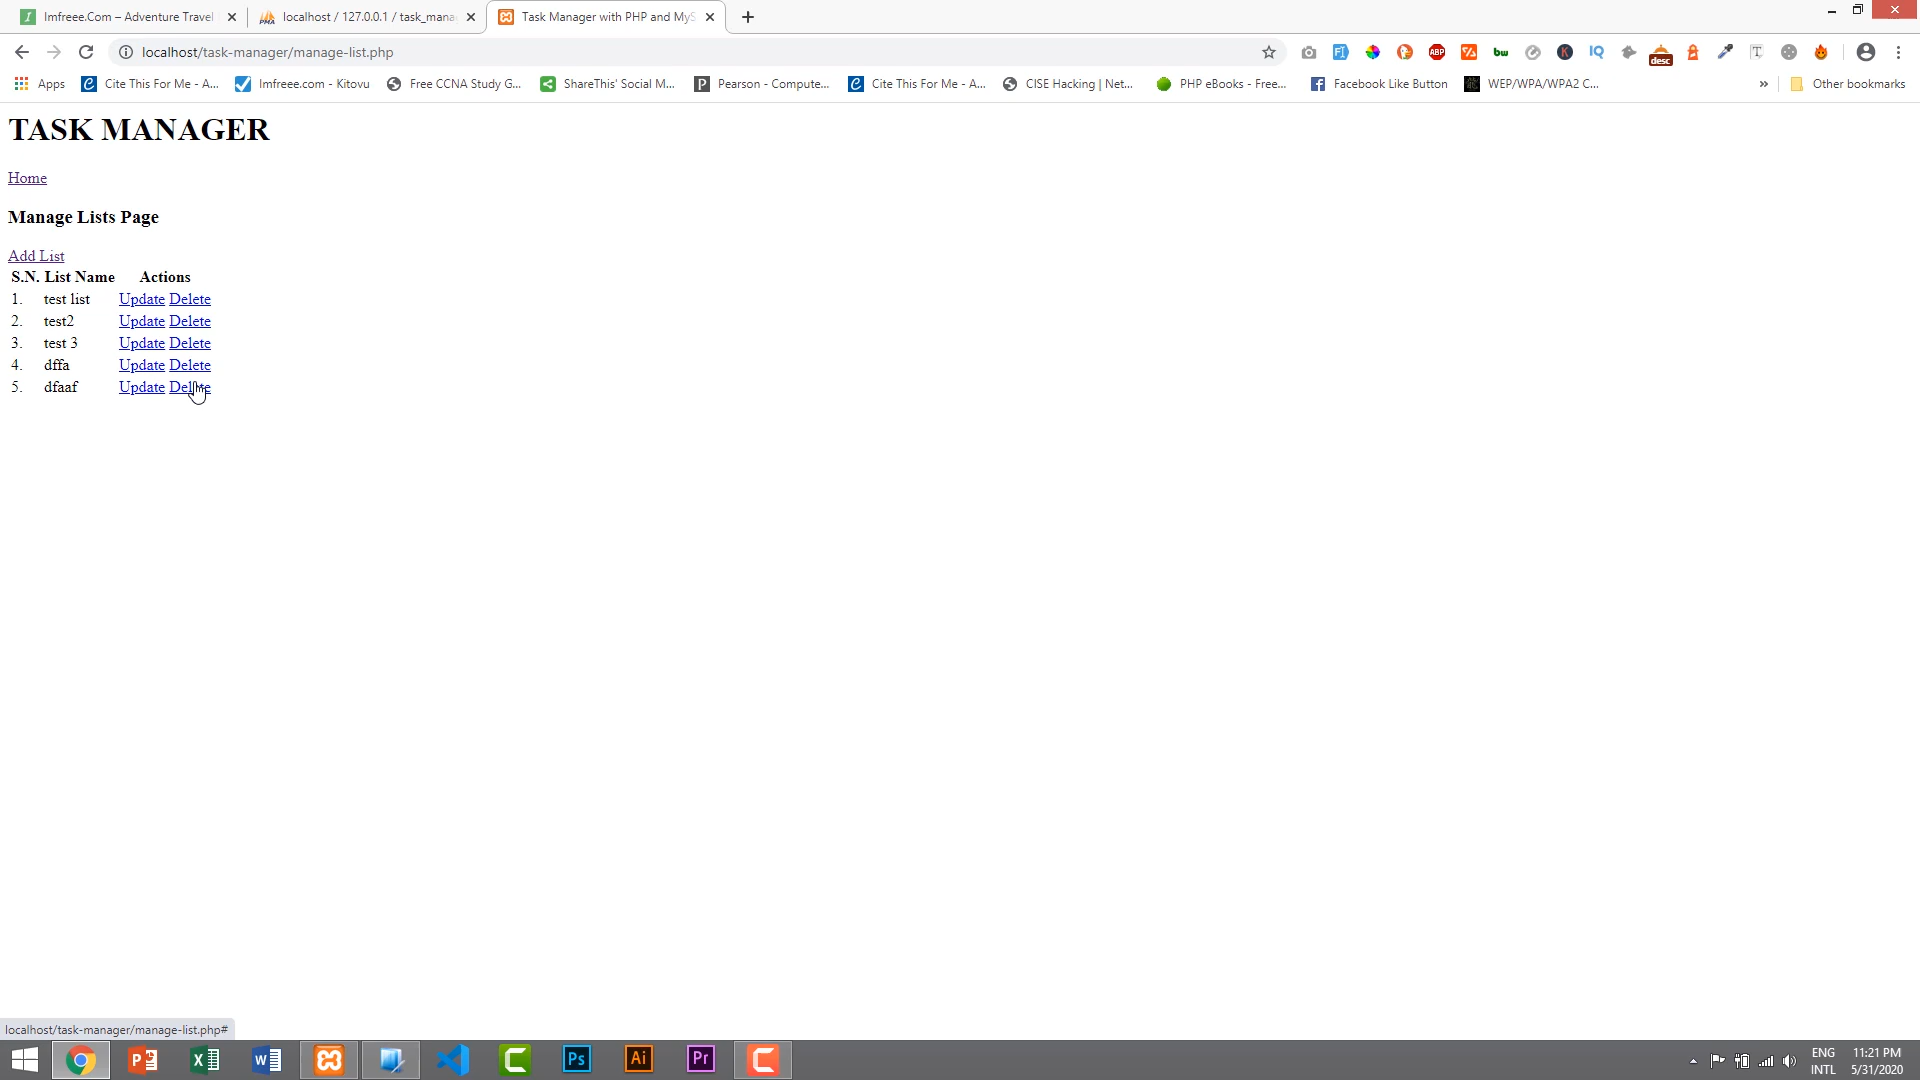 Imfreee.Com – Adventure Travel
localhost / 127.0.0.1 / task_mana
Task Manager with PHP and MyS
localhost/task-manager/manage-list.php
Apps
Cite This For Me - A...
Imfreee.com - Kitovu
Free CCNA Study G...
ShareThis' Social M...
Pearson - Compute...
Cite This For Me - A...
CISE Hacking | Net...
PHP eBooks - Free...
Facebook Like Button
WEP/WPA/WPA2 C...
» Other bookmarks
desc
TASK MANAGER
Home
Manage Lists Page
Add List
S.N. List Name Actions
1. test list Update Delete
2. test2 Update Delete
3. test 3 Update Delete
4. dffa Update Delete
5. dfaaf Update Delete
localhost/task-manager/manage-list.php#
ENG 11:21 PM
INTL 5/31/2020